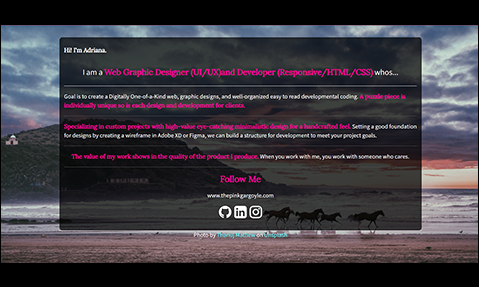 Hi! I'm Adriana.
I am a Web Graphic Designer (UI/UX)and Developer (Responsive/HTML/CSS) whos...
Goal is to create a Digitally One-of-a-Kind web, graphic designs, and well-organized easy to read developmental coding. A puzzle piece is
individually unique so is each design and development for clients.
Specializing in custom projects with high-value eye-catching minimalistic design for a handcrafted feel. Setting a good foundation
for designs by creating a wireframe in Adobe XD or Figma, we can build a structure for development to meet your project goals.
The value of my work shows in the quality of the product I produce. When you work with me, you work with someone who cares.
Follow Me
www.thepinkgargoyle.com
Photo by on Unsplash